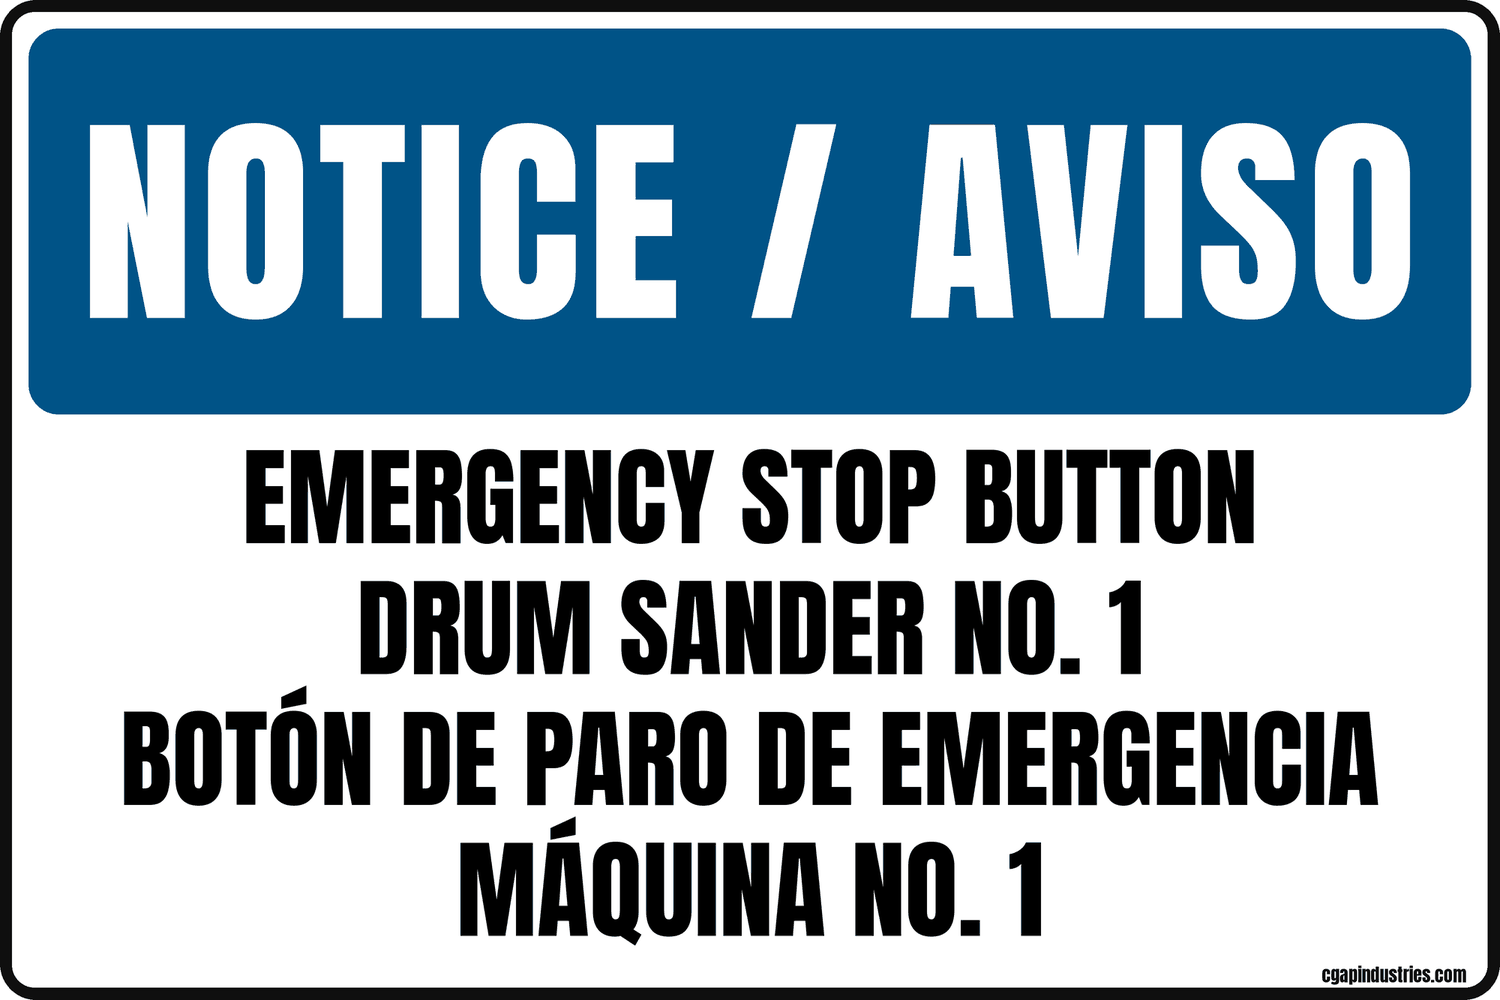 NOTICE / AVISO
EMERGENCY STOP BUTTON
DRUM SANDER NO. 1
BOTÓN DE PARO DE EMERGENCIA
MÁQUINA NO. 1
cgapindustries.com